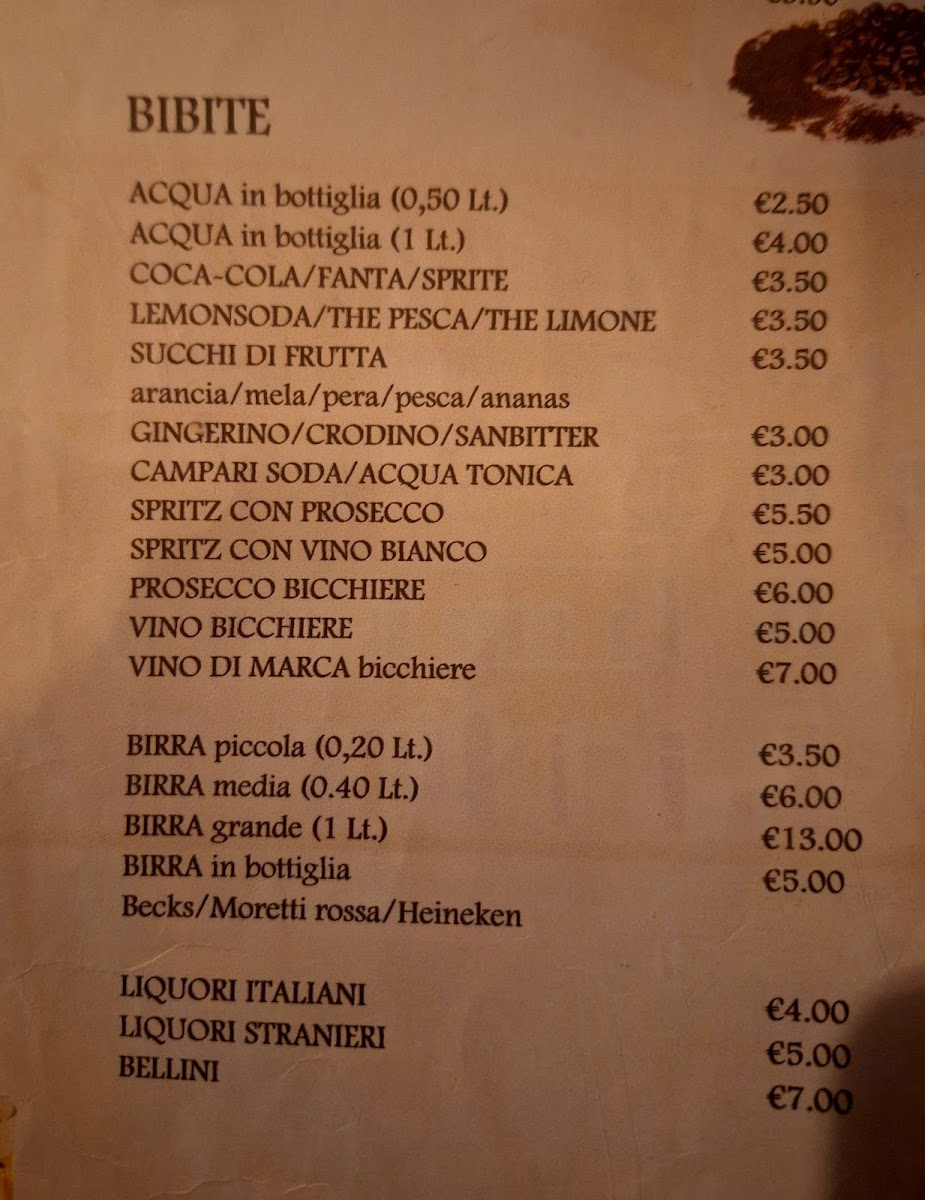 BIBITE
ACQUA in bottiglia (0,50 Lt.) €2.50
ACQUA in bottiglia (1 Lt.) €4.00
COCA-COLA/FANTA/SPRITE €3.50
LEMONSODA/THE PESCA/THE LIMONE €3.50
SUCCHI DI FRUTTA €3.50
arancia/mela/pera/pesca/ananas
GINGERINO/CRODINO/SANBITTER €3.00
CAMPARI SODA/ACQUA TONICA €3.00
SPRITZ CON PROSECCO €5.50
SPRITZ CON VINO BIANCO €5.00
PROSECCO BICCHIERE €6.00
VINO BICCHIERE €5.00
VINO DI MARCA bicchiere €7.00
BIRRA piccola (0,20 Lt.) €3.50
BIRRA media (0.40 Lt.) €6.00
BIRRA grande (1 Lt.) €13.00
BIRRA in bottiglia €5.00
Becks/Moretti rossa/Heineken
LIQUORI ITALIANI €4.00
LIQUORI STRANIERI €5.00
BELLINI €7.00